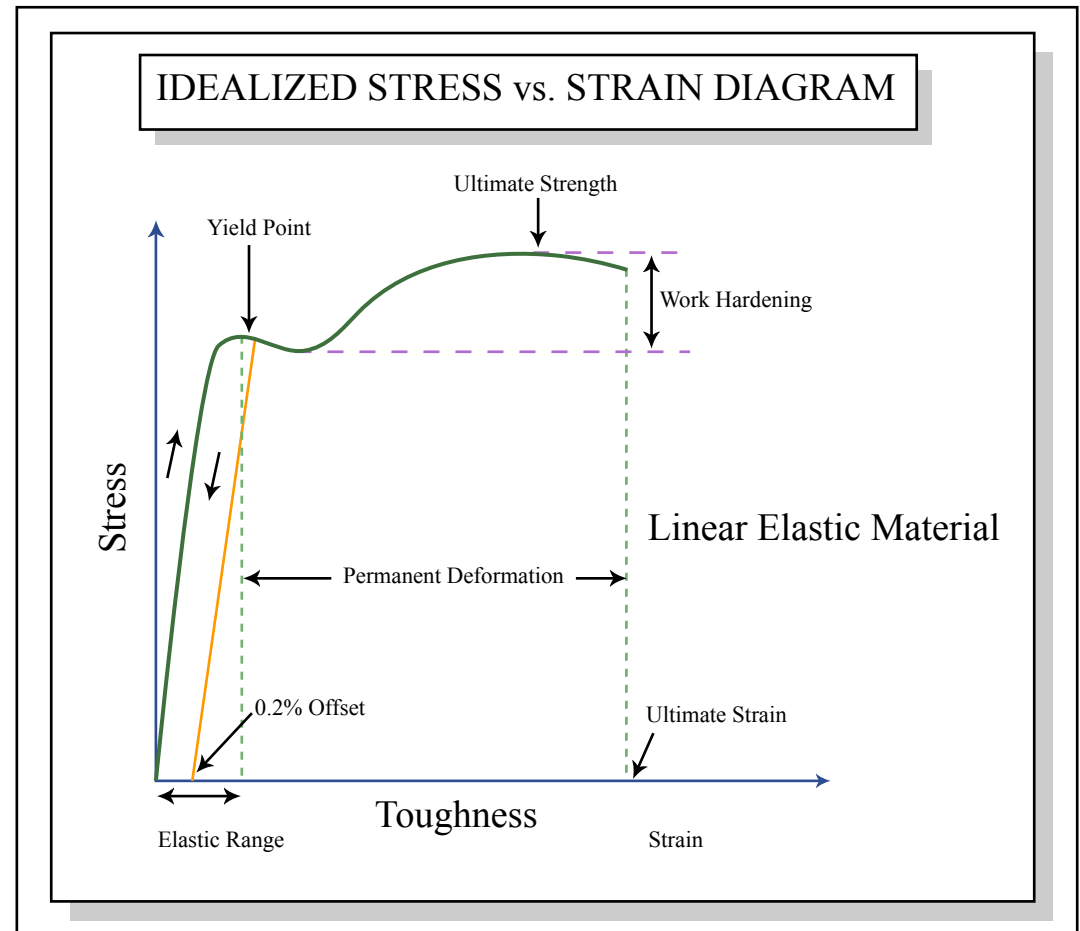 IDEALIZED STRESS vs. STRAIN DIAGRAM
Ultimate Strength
Yield Point
Work Hardening
Stress
Linear Elastic Material
Permanent Deformation
0.2% Offset
Ultimate Strain
Toughness
Elastic Range
Strain